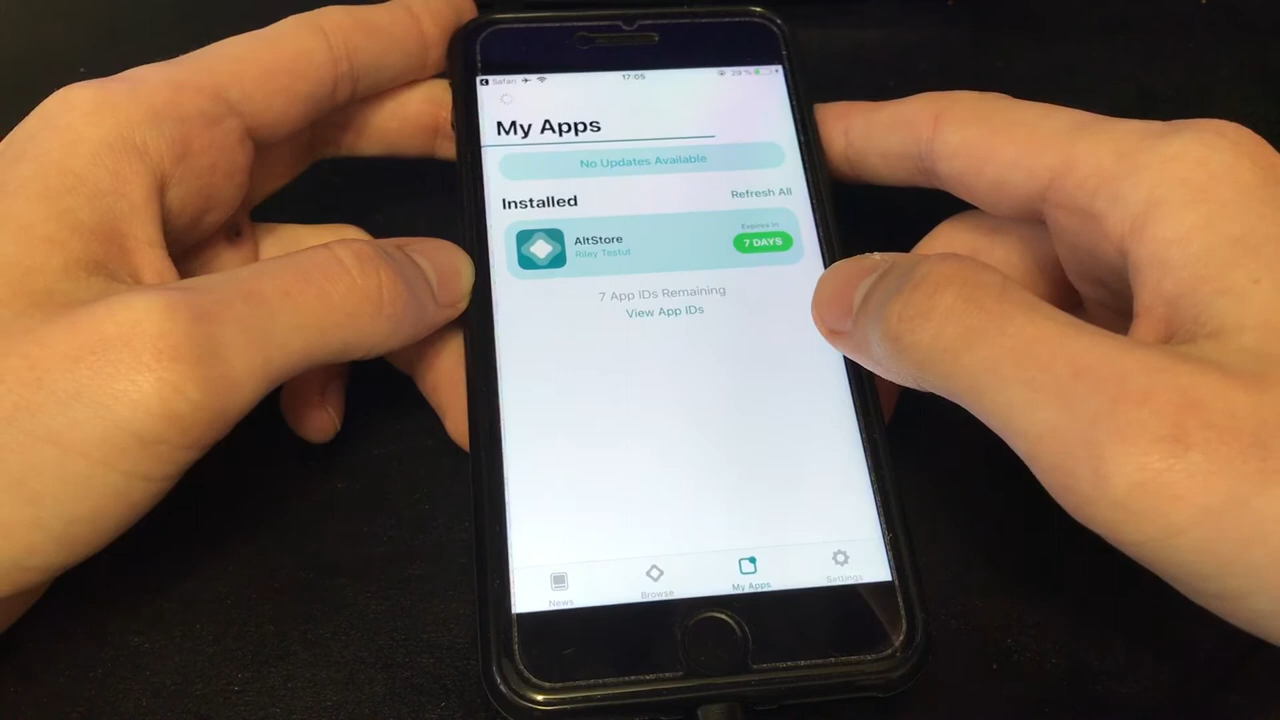 Safari 17:05 29 %
My Apps
No Updates Available
Installed Refresh All
AltStore
Riley Testut
Expires in
7 DAYS
7 App IDs Remaining
View App IDs
News Browse My Apps Settings